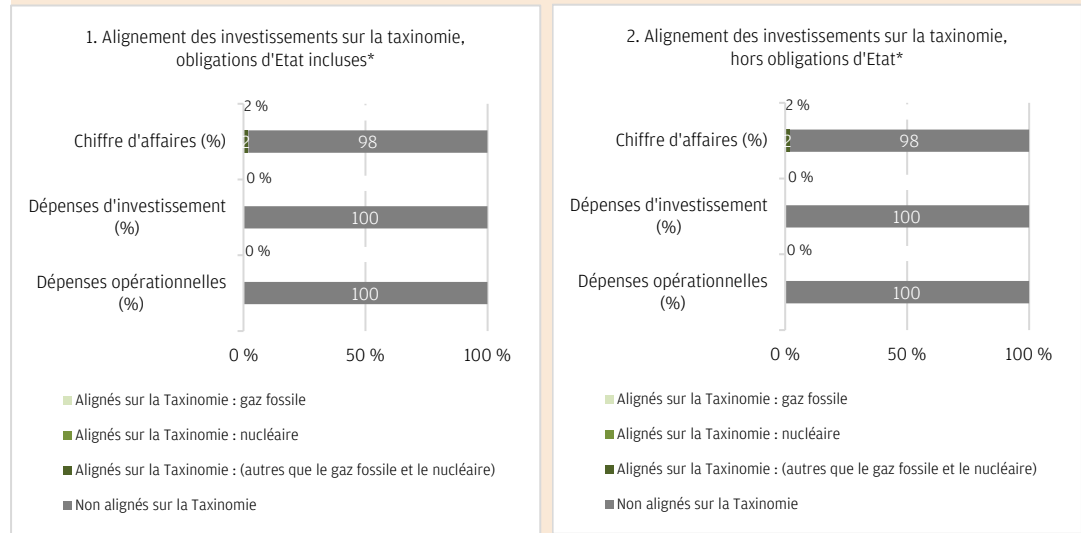 1. Alignement des investissements sur la taxinomie,
obligations d'Etat incluses*
2 %
Chiffre d'affaires (%)
2
98
0 %
Dépenses d'investissement
(%)
100
0 %
Dépenses opérationnelles
(%)
100
0 %
50 %
100 %
Alignés sur la Taxinomie : gaz fossile
Alignés sur la Taxinomie : nucléaire
Alignés sur la Taxinomie : (autres que le gaz fossile et le nucléaire)
Non alignés sur la Taxinomie
2. Alignement des investissements sur la taxinomie,
hors obligations d'Etat*
2 %
Chiffre d'affaires (%)
2
98
0 %
Dépenses d'investissement
(%)
100
0 %
Dépenses opérationnelles
(%)
100
0 %
50 %
100 %
Alignés sur la Taxinomie : gaz fossile
Alignés sur la Taxinomie : nucléaire
Alignés sur la Taxinomie : (autres que le gaz fossile et le nucléaire)
Non alignés sur la Taxinomie